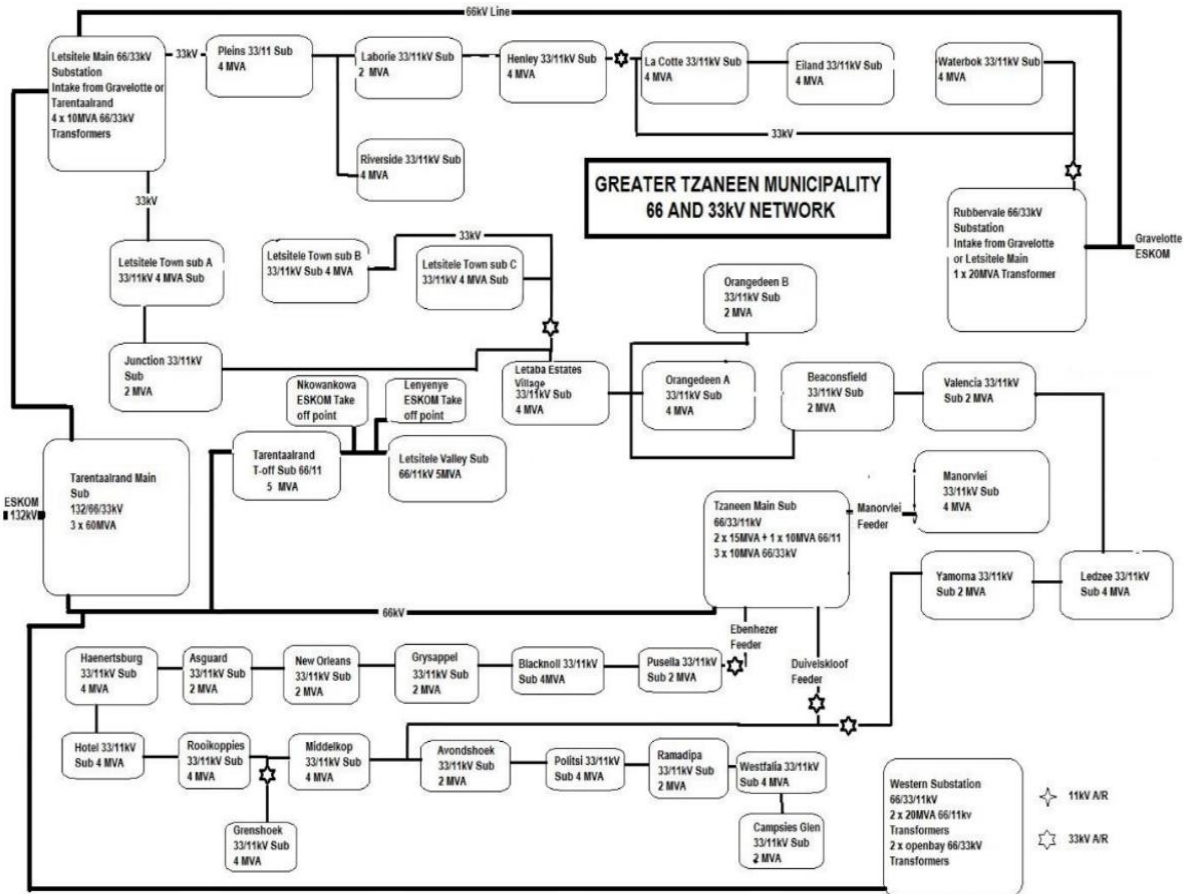 66kV Line
Letsitele Main 66/33kV
Substation
Intake from Gravelotte or
Tarentaalrand
4 x 10MVA 66/33kV
Transformers
33kV
Pleins 33/11 Sub
4 MVA
Laborie 33/11kV Sub
2 MVA
Henley 33/11kV Sub
4 MVA
La Cotte 33/11kV Sub
4 MVA
Eiland 33/11kV Sub
4 MVA
Waterbok 33/11kV Sub
4 MVA
33kV
Riverside 33/11kV Sub
4 MVA
GREATER TZANEEN MUNICIPALITY
66 AND 33kV NETWORK
Rubbervale 66/33kV
Substation
Intake from Gravelotte
or Letsitele Main
1 x 20MVA Transformer
Gravelotte
ESKOM
33kV
Letsitele Town sub A
33/11kV 4 MVA Sub
Letsitele Town sub B
33/11kV Sub 4 MVA
33kV
Letsitele Town sub C
33/11kV 4 MVA Sub
Orangedeen B
33/11kV Sub
2 MVA
Junction 33/11kV
Sub
2 MVA
Nkowankowa
ESKOM Take
off point
Lenyenye
ESKOM Take
off point
Letaba Estates
Village
33/11kV Sub
4 MVA
Orangedeen A
33/11kV Sub
4 MVA
Beaconsfield
33/11kV Sub
2 MVA
Valencia 33/11kV
Sub 2 MVA
Tarentaalrand
T-off Sub 66/11
5 MVA
Letsitele Valley Sub
66/11kV 5MVA
ESKOM
132kV
Tarentaalrand Main
Sub
132/66/33kV
3 x 60MVA
Tzaneen Main Sub
66/33/11kV
2 x 15MVA + 1 x 10MVA 66/11
3 x 10MVA 66/33kV
Manorvlei
Feeder
Manorvlei
33/11kV Sub
4 MVA
Yamorna 33/11kV
Sub 2 MVA
Ledzee 33/11kV
Sub 4 MVA
66kV
Ebenhezer
Feeder
Duivelskloof
Feeder
Haenertsburg
33/11kV Sub
4 MVA
Asguard
33/11kV Sub
2 MVA
New Orleans
33/11kV Sub
2 MVA
Grysappel
33/11kV Sub
2 MVA
Blacknoll 33/11kV
Sub 4MVA
Pusella 33/11kV
Sub 2 MVA
Hotel 33/11kV
Sub 4 MVA
Rooikoppies
33/11kV Sub
4 MVA
Middelkop
33/11kV Sub
4 MVA
Avondshoek
33/11kV Sub
2 MVA
Politsi 33/11kV
Sub 4 MVA
Ramadipa
33/11kV Sub
2 MVA
Westfalia 33/11kV
Sub 4 MVA
Grenshoek
33/11kV Sub
4 MVA
Campsies Glen
33/11kV Sub
2 MVA
Western Substation
66/33/11kV
2 x 20MVA 66/11kv
Transformers
2 x openbay 66/33kV
Transformers
11kV A/R
33kV A/R